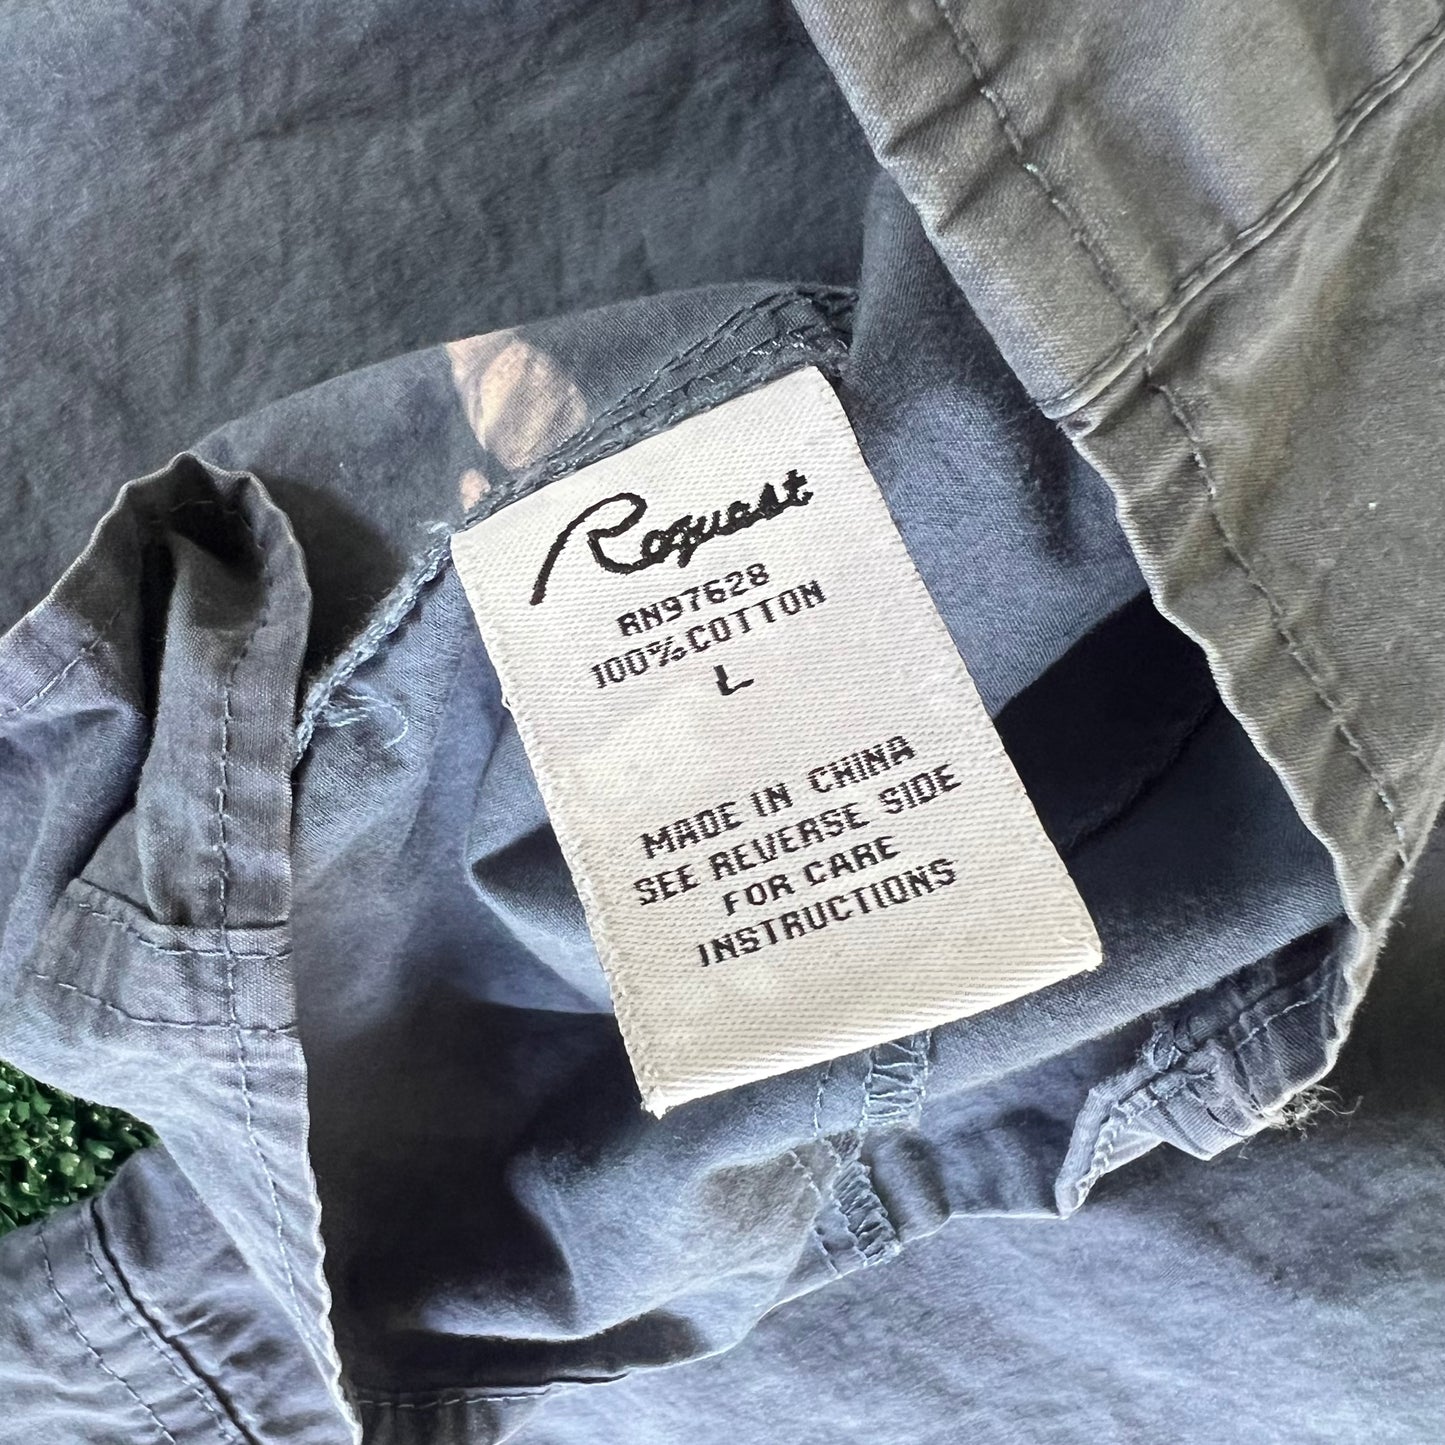 Request
RN97628
100%COTTON
L
MADE IN CHINA
SEE REVERSE SIDE
FOR CARE
INSTRUCTIONS